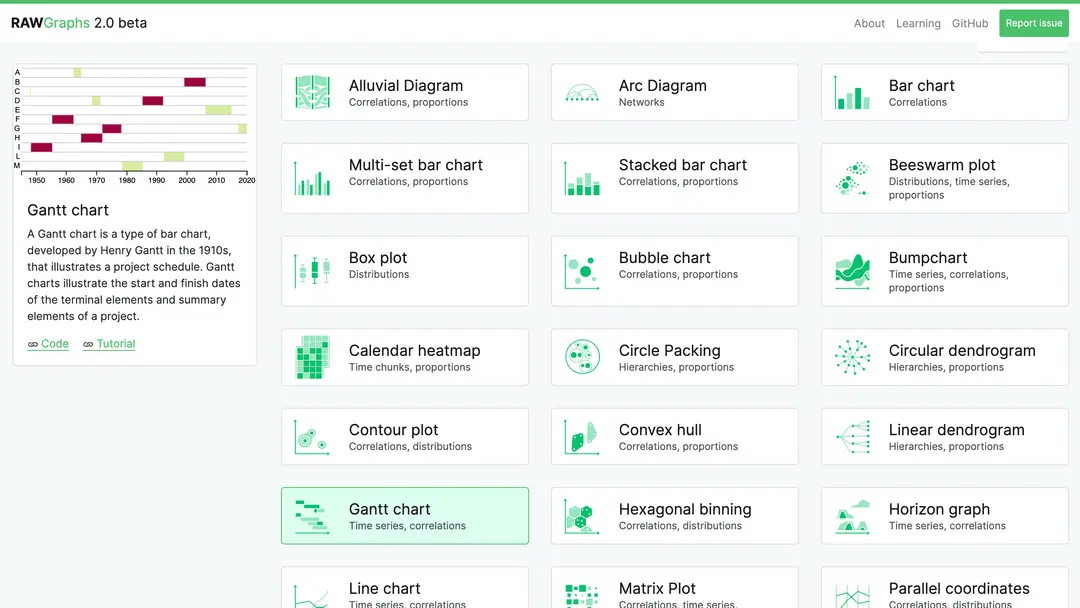 RAWGraphs 2.0 beta
About Learning GitHub Report issue
A
B
C
D
E
F
G
H
I
L
M
1950 1960 1970 1980 1990 2000 2010 2020
Gantt chart
A Gantt chart is a type of bar chart,
developed by Henry Gantt in the 1910s,
that illustrates a project schedule. Gantt
charts illustrate the start and finish dates
of the terminal elements and summary
elements of a project.
Code Tutorial
Alluvial Diagram
Correlations, proportions
Arc Diagram
Networks
Bar chart
Correlations
Multi-set bar chart
Correlations, proportions
Stacked bar chart
Correlations, proportions
Beeswarm plot
Distributions, time series,
proportions
Box plot
Distributions
Bubble chart
Correlations, proportions
Bumpchart
Time series, correlations,
proportions
Calendar heatmap
Time chunks, proportions
Circle Packing
Hierarchies, proportions
Circular dendrogram
Hierarchies, proportions
Contour plot
Correlations, distributions
Convex hull
Correlations, proportions
Linear dendrogram
Hierarchies, proportions
Gantt chart
Time series, correlations
Hexagonal binning
Correlations, distributions
Horizon graph
Time series, correlations
Line chart
Time series, correlations
Matrix Plot
Correlations, time series,
Parallel coordinates
Correlations, distributions